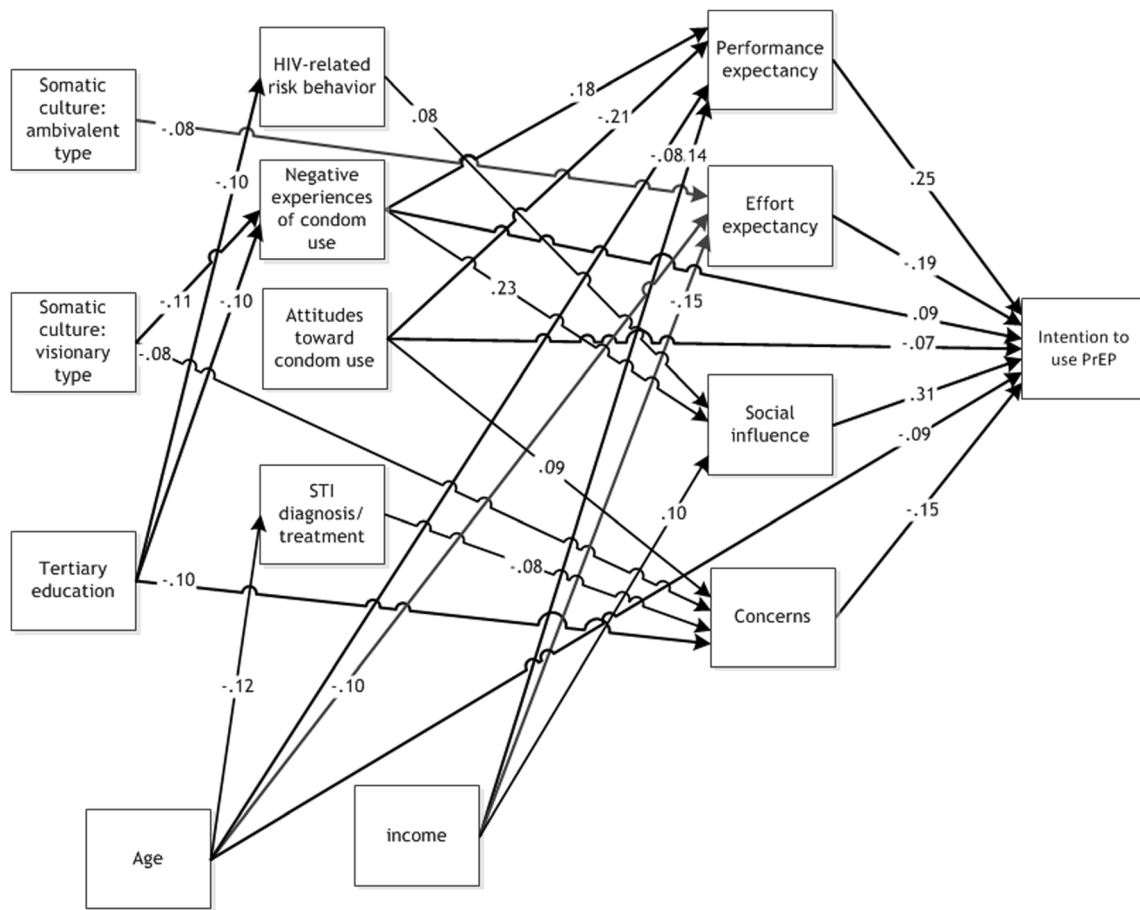 Performance
expectancy
HIV-related
risk behavior
Somatic
culture:
ambivalent
type
.18
.08
-.21
-.08
-.08
.14
-.10
Negative
experiences
of condom
use
.25
Effort
expectancy
-.19
.23
-.15
-.11
-.10
Somatic
culture:
visionary
type
Attitudes
toward
condom use
.09
-.07
Intention to
use PrEP
-.08
.31
Social
influence
-.09
.09
STI
diagnosis/
treatment
.10
-.15
-.08
Tertiary
education
-.10
Concerns
-.12
-.10
income
Age